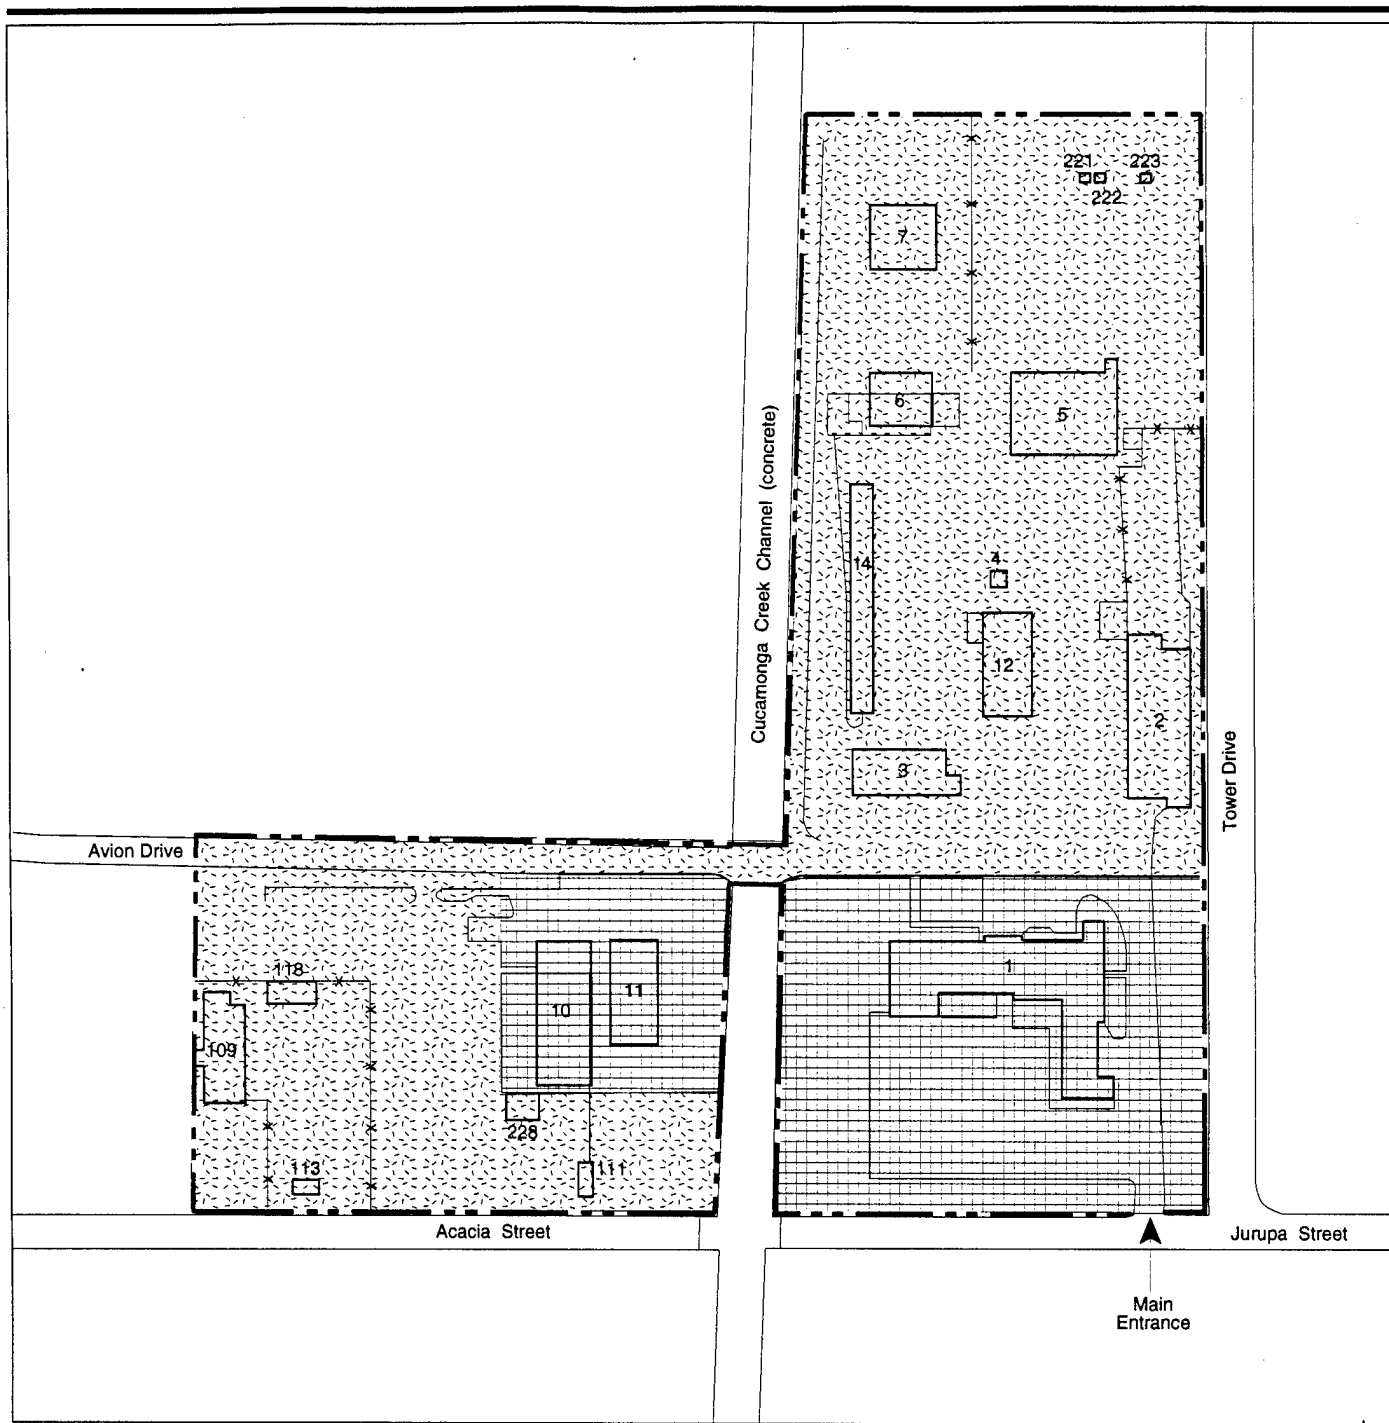 221
223
222
7
6
5
Cucamonga Creek Channel (concrete)
4
14
12
2
3
Tower Drive
Avion Drive
118
1
11
10
109
228
113
111
Acacia Street
Jurupa Street
Main
Entrance